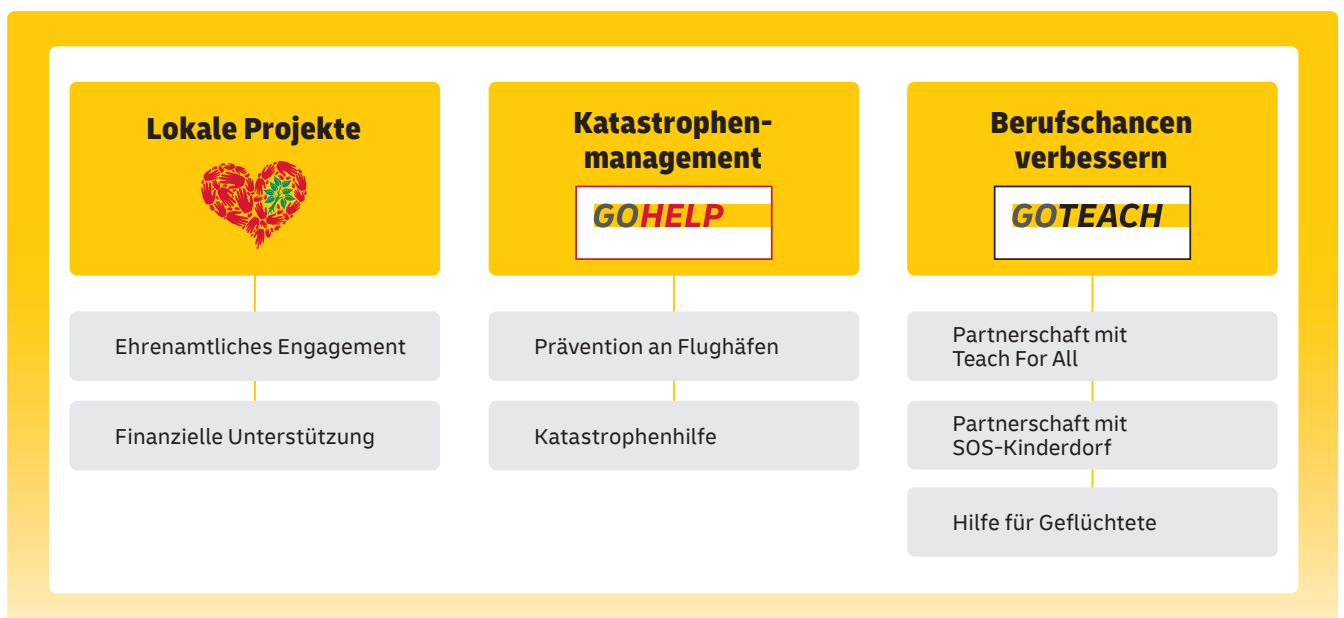 Lokale Projekte
Ehrenamtliches Engagement
Finanzielle Unterstützung
Katastrophen-
management
GOHELP
Prävention an Flughäfen
Katastrophenhilfe
Berufschancen
verbessern
GOTEACH
Partnerschaft mit
Teach For All
Partnerschaft mit
SOS-Kinderdorf
Hilfe für Geflüchtete